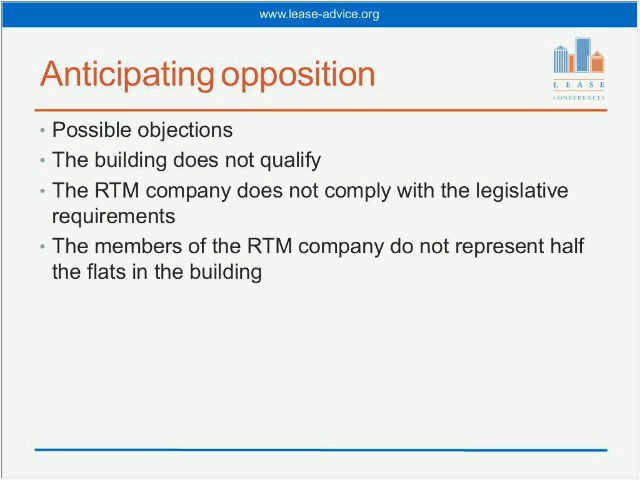 www.lease-advice.org
Anticipating opposition
L E A S E
CONFERENCES
• Possible objections
• The building does not qualify
• The RTM company does not comply with the legislative
requirements
• The members of the RTM company do not represent half
the flats in the building